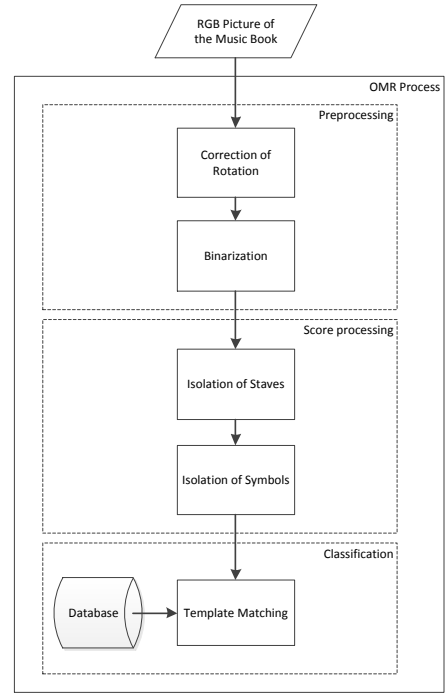 RGB Picture of
the Music Book
OMR Process
Preprocessing
Correction of
Rotation
Binarization
Score processing
Isolation of Staves
Isolation of Symbols
Classification
Database
Template Matching